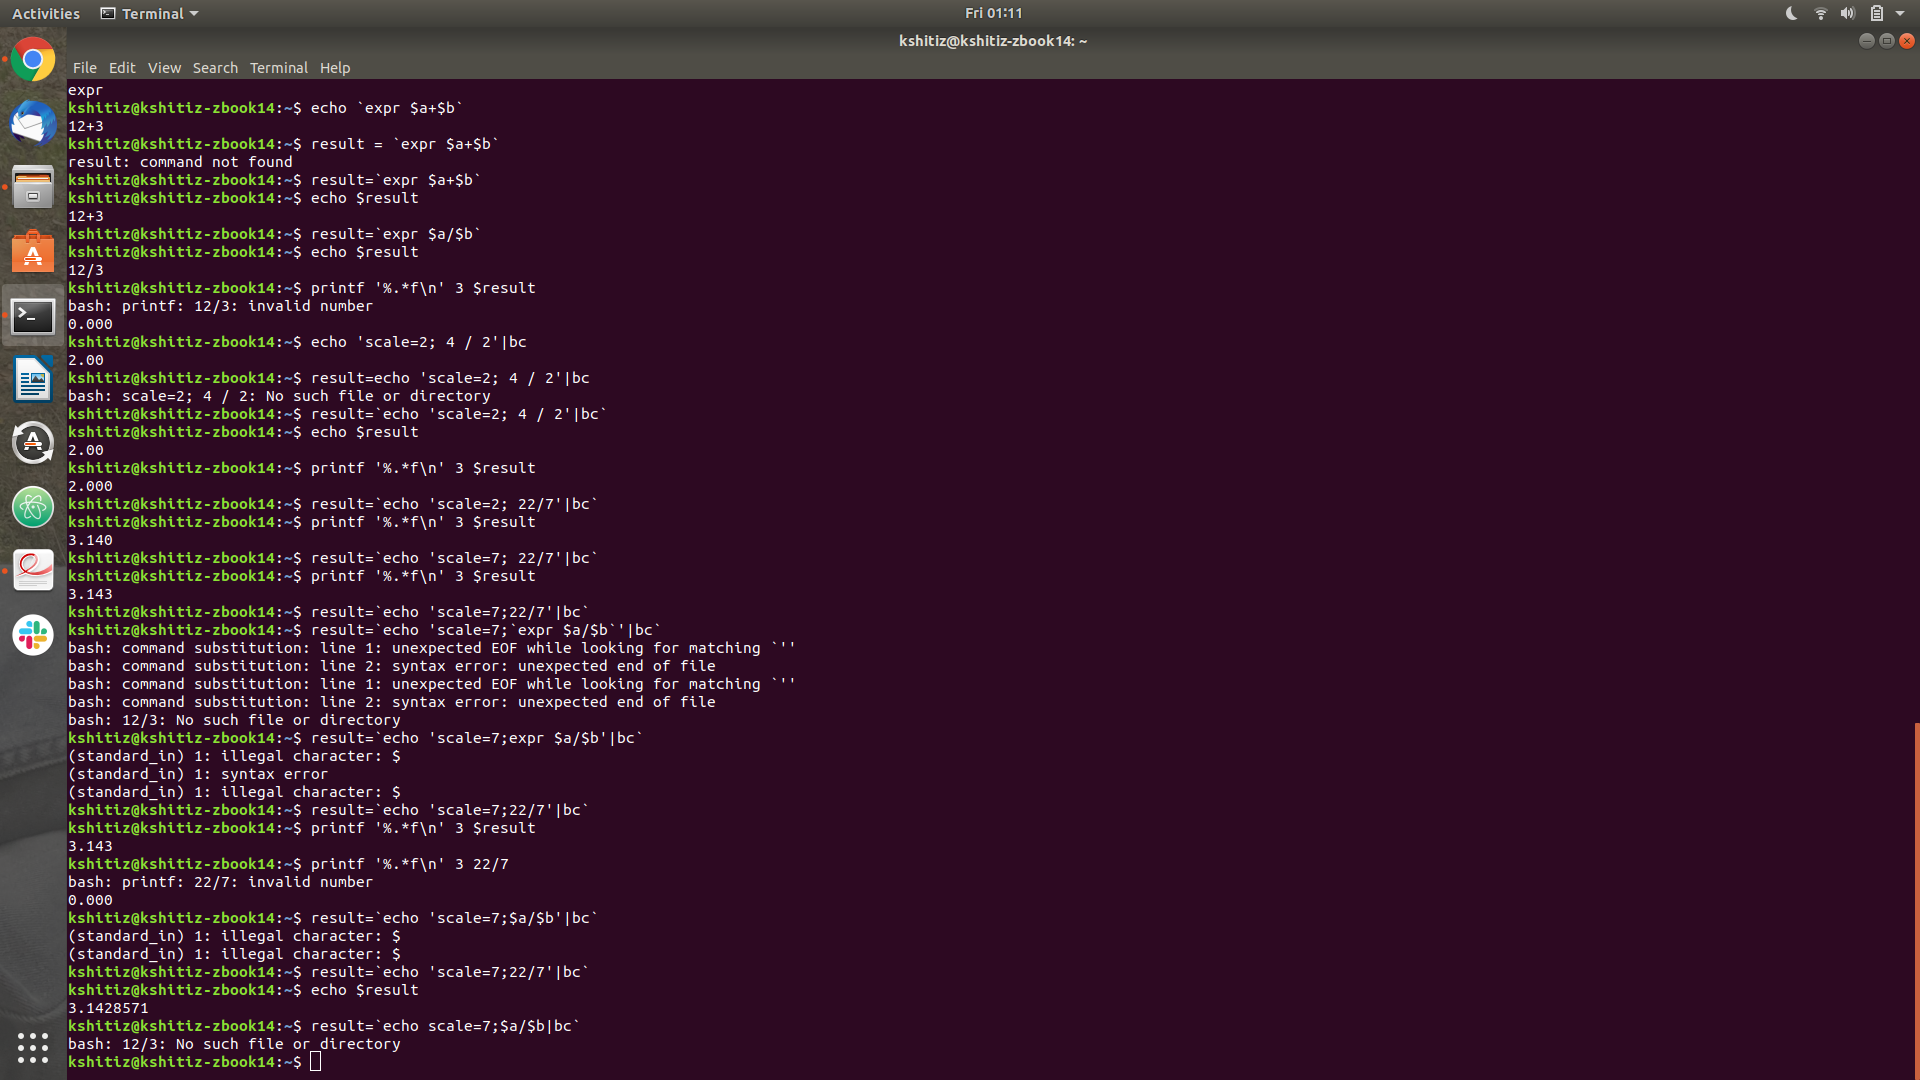 Activities Terminal Fri 01:11
kshitiz@kshitiz-zbook14: ~
File Edit View Search Terminal Help
expr
kshitiz@kshitiz-zbook14:~$ echo `expr $a+$b`
12+3
kshitiz@kshitiz-zbook14:~$ result = `expr $a+$b`
result: command not found
kshitiz@kshitiz-zbook14:~$ result=`expr $a+$b`
kshitiz@kshitiz-zbook14:~$ echo $result
12+3
kshitiz@kshitiz-zbook14:~$ result=`expr $a/$b`
kshitiz@kshitiz-zbook14:~$ echo $result
12/3
kshitiz@kshitiz-zbook14:~$ printf '%.*f\n' 3 $result
bash: printf: 12/3: invalid number
0.000
kshitiz@kshitiz-zbook14:~$ echo 'scale=2; 4 / 2'|bc
2.00
kshitiz@kshitiz-zbook14:~$ result=echo 'scale=2; 4 / 2'|bc
bash: scale=2; 4 / 2: No such file or directory
kshitiz@kshitiz-zbook14:~$ result=`echo 'scale=2; 4 / 2'|bc`
kshitiz@kshitiz-zbook14:~$ echo $result
2.00
kshitiz@kshitiz-zbook14:~$ printf '%.*f\n' 3 $result
2.000
kshitiz@kshitiz-zbook14:~$ result=`echo 'scale=2; 22/7'|bc`
kshitiz@kshitiz-zbook14:~$ printf '%.*f\n' 3 $result
3.140
kshitiz@kshitiz-zbook14:~$ result=`echo 'scale=7; 22/7'|bc`
kshitiz@kshitiz-zbook14:~$ printf '%.*f\n' 3 $result
3.143
kshitiz@kshitiz-zbook14:~$ result=`echo 'scale=7;22/7'|bc`
kshitiz@kshitiz-zbook14:~$ result=`echo 'scale=7;`expr $a/$b`'|bc`
bash: command substitution: line 1: unexpected EOF while looking for matching `''
bash: command substitution: line 2: syntax error: unexpected end of file
bash: command substitution: line 1: unexpected EOF while looking for matching `''
bash: command substitution: line 2: syntax error: unexpected end of file
bash: 12/3: No such file or directory
kshitiz@kshitiz-zbook14:~$ result=`echo 'scale=7;expr $a/$b'|bc`
(standard_in) 1: illegal character: $
(standard_in) 1: syntax error
(standard_in) 1: illegal character: $
kshitiz@kshitiz-zbook14:~$ result=`echo 'scale=7;22/7'|bc`
kshitiz@kshitiz-zbook14:~$ printf '%.*f\n' 3 $result
3.143
kshitiz@kshitiz-zbook14:~$ printf '%.*f\n' 3 22/7
bash: printf: 22/7: invalid number
0.000
kshitiz@kshitiz-zbook14:~$ result=`echo 'scale=7;$a/$b'|bc`
(standard_in) 1: illegal character: $
(standard_in) 1: illegal character: $
kshitiz@kshitiz-zbook14:~$ result=`echo 'scale=7;22/7'|bc`
kshitiz@kshitiz-zbook14:~$ echo $result
3.1428571
kshitiz@kshitiz-zbook14:~$ result=`echo scale=7;$a/$b|bc`
bash: 12/3: No such file or directory
kshitiz@kshitiz-zbook14:~$